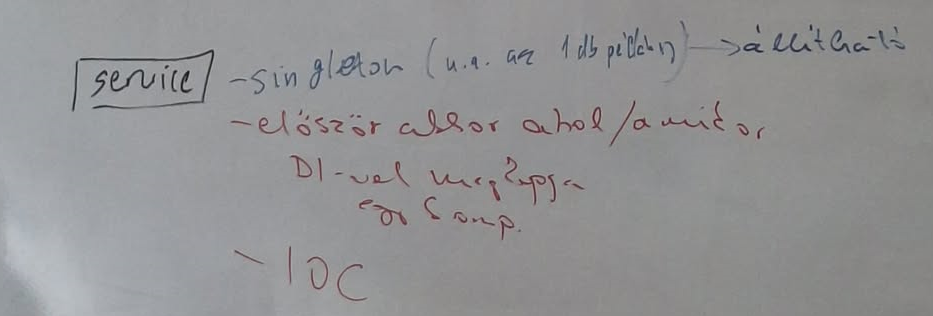 service -singleton (u.a. az 1 db példány) → állítható
-először akkor ahol/amikor
DI-vel megkapja
egy comp.
- IOC